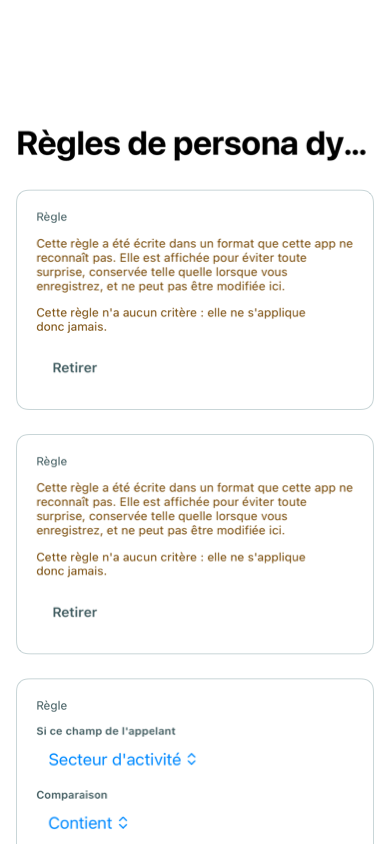 Règles de persona dy...
Règle
Cette règle a été écrite dans un format que cette app ne
reconnaît pas. Elle est affichée pour éviter toute
surprise, conservée telle quelle lorsque vous
enregistrez, et ne peut pas être modifiée ici.
Cette règle n'a aucun critère : elle ne s'applique
donc jamais.
Retirer
Règle
Cette règle a été écrite dans un format que cette app ne
reconnaît pas. Elle est affichée pour éviter toute
surprise, conservée telle quelle lorsque vous
enregistrez, et ne peut pas être modifiée ici.
Cette règle n'a aucun critère : elle ne s'applique
donc jamais.
Retirer
Règle
Si ce champ de l'appelant
Secteur d'activité
Comparaison
Contient